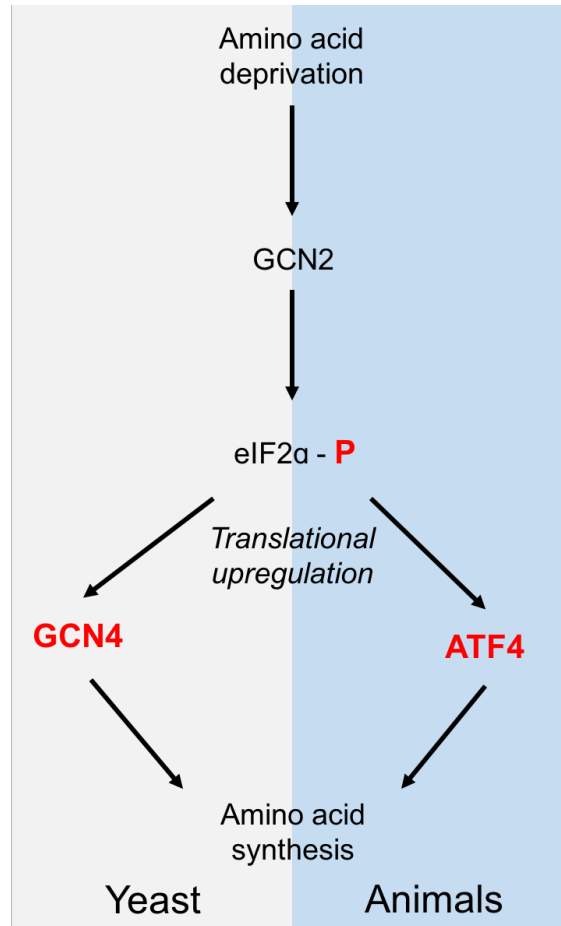 Amino acid
deprivation
GCN2
eIF2α - P
Translational
upregulation
GCN4
ATF4
Amino acid
synthesis
Yeast
Animals